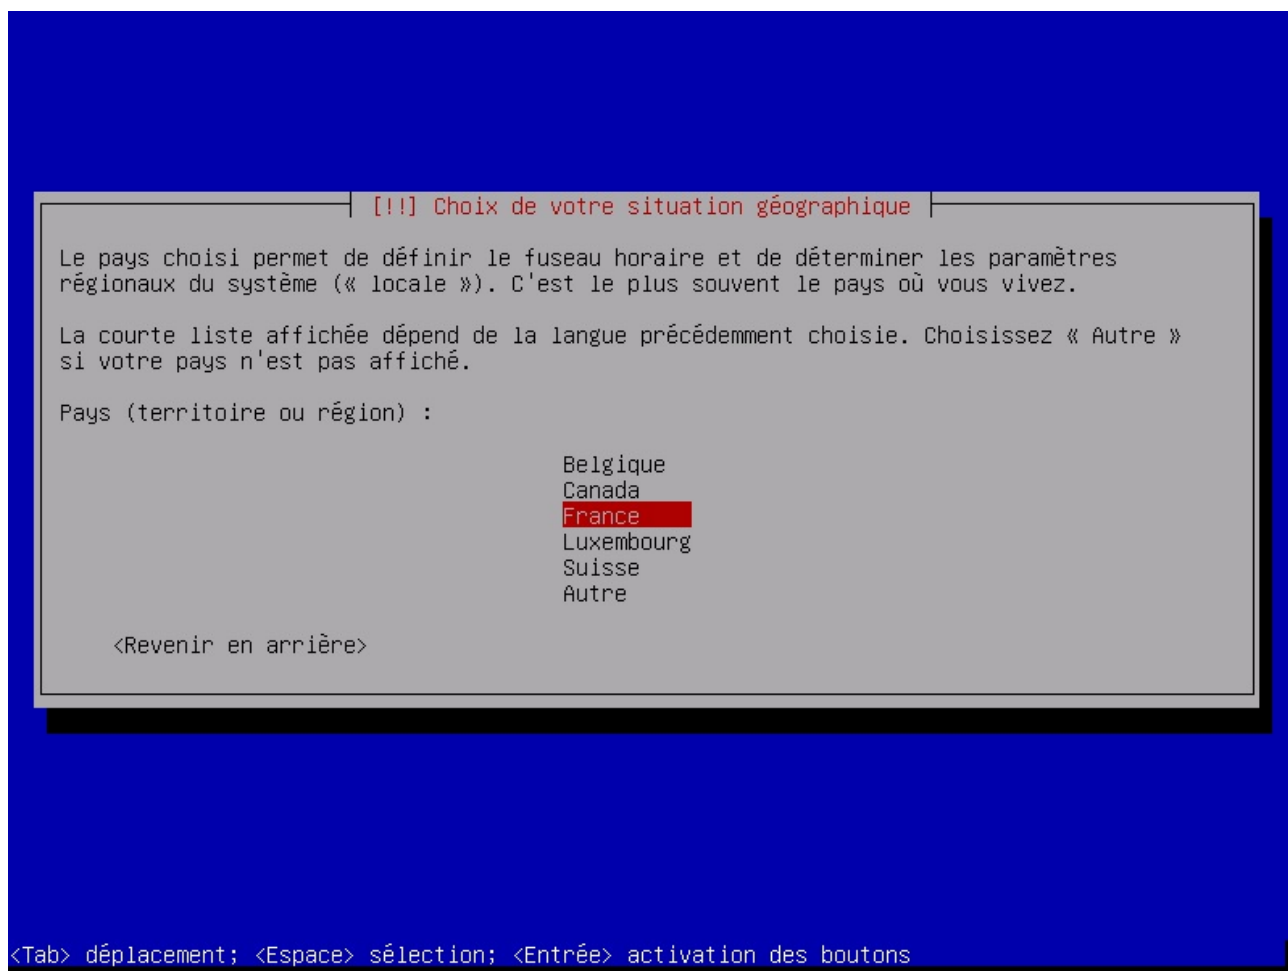 [!!] Choix de votre situation géographique
Le pays choisi permet de définir le fuseau horaire et de déterminer les paramètres
régionaux du système (« locale »). C'est le plus souvent le pays où vous vivez.
La courte liste affichée dépend de la langue précédemment choisie. Choisissez « Autre »
si votre pays n'est pas affiché.
Pays (territoire ou région) :
Belgique
Canada
France
Luxembourg
Suisse
Autre
<Revenir en arrière>
<Tab> déplacement; <Espace> sélection; <Entrée> activation des boutons